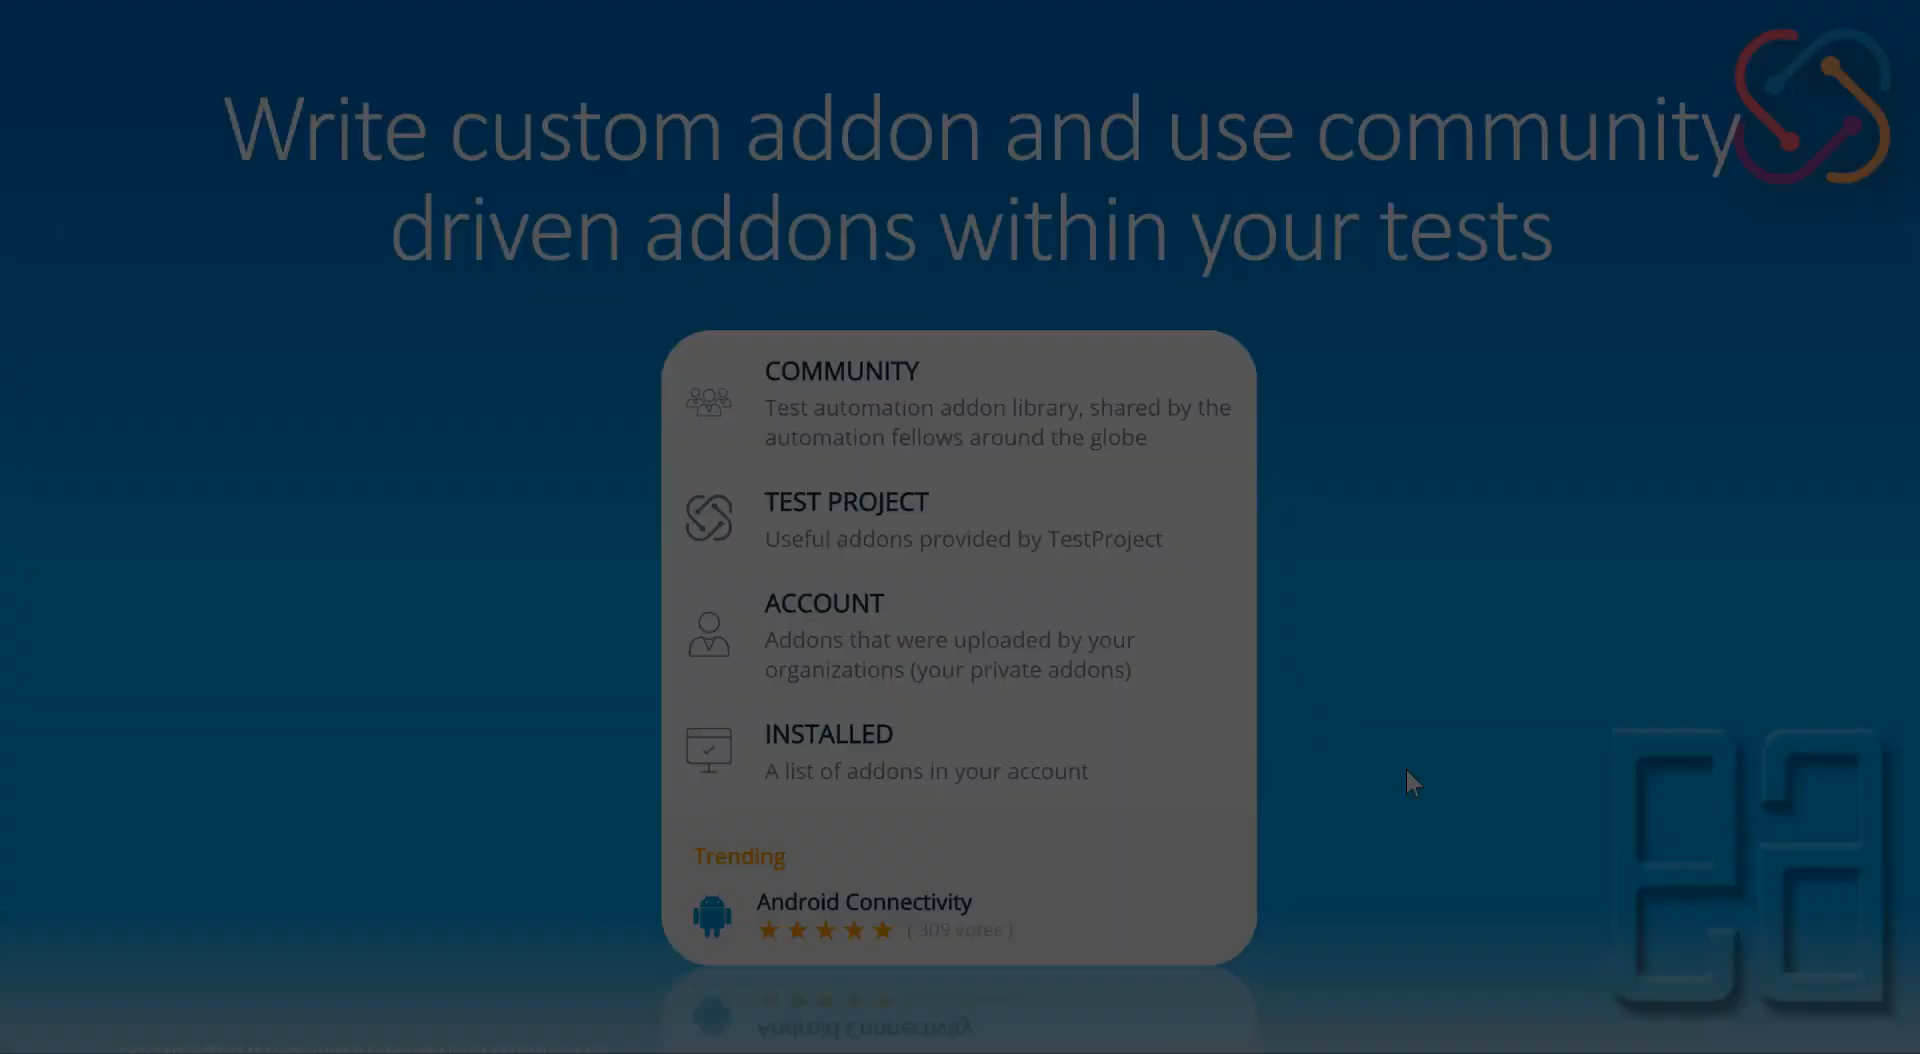 Write custom addon and use community
driven addons within your tests
COMMUNITY
Test automation addon library, shared by the
automation fellows around the globe
TEST PROJECT
Useful addons provided by TestProject
ACCOUNT
Addons that were uploaded by your
organizations (your private addons)
INSTALLED
A list of addons in your account
Trending
Android Connectivity
( 309 votes )